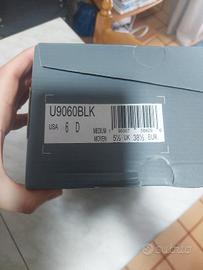 U9060BLK
USA 6 D
MEDIUM
MOYEN 5½ UK 38½ EUR
subito